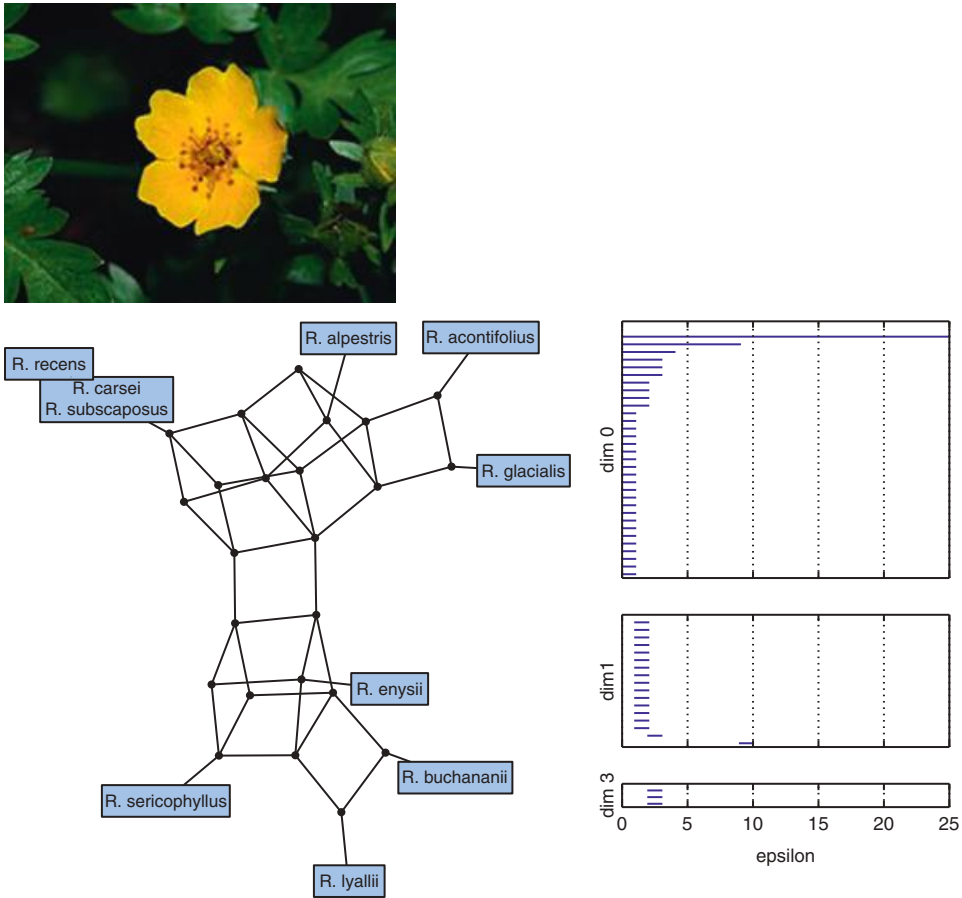 R. alpestris
R. acontifolius
R. recens
R. carsei
R. subscaposus
R. glacialis
R. enysii
R. buchananii
R. sericophyllus
R. lyallii
dim 0
dim1
dim 3
0 5 10 15 20 25
epsilon